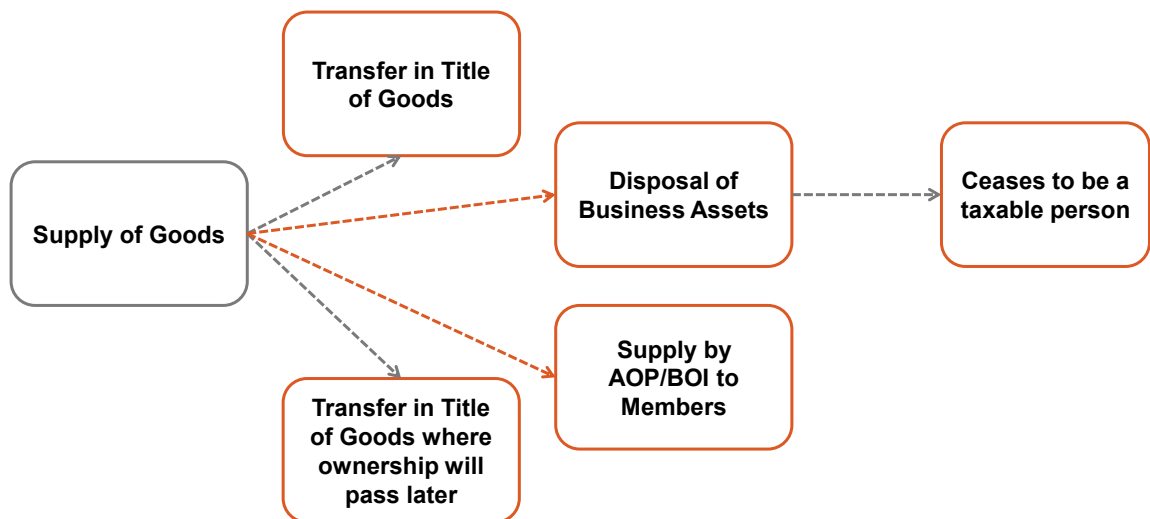 Transfer in Title
of Goods
Disposal of
Business Assets
Ceases to be a
taxable person
Supply of Goods
Supply by
AOP/BOI to
Members
Transfer in Title
of Goods where
ownership will
pass later